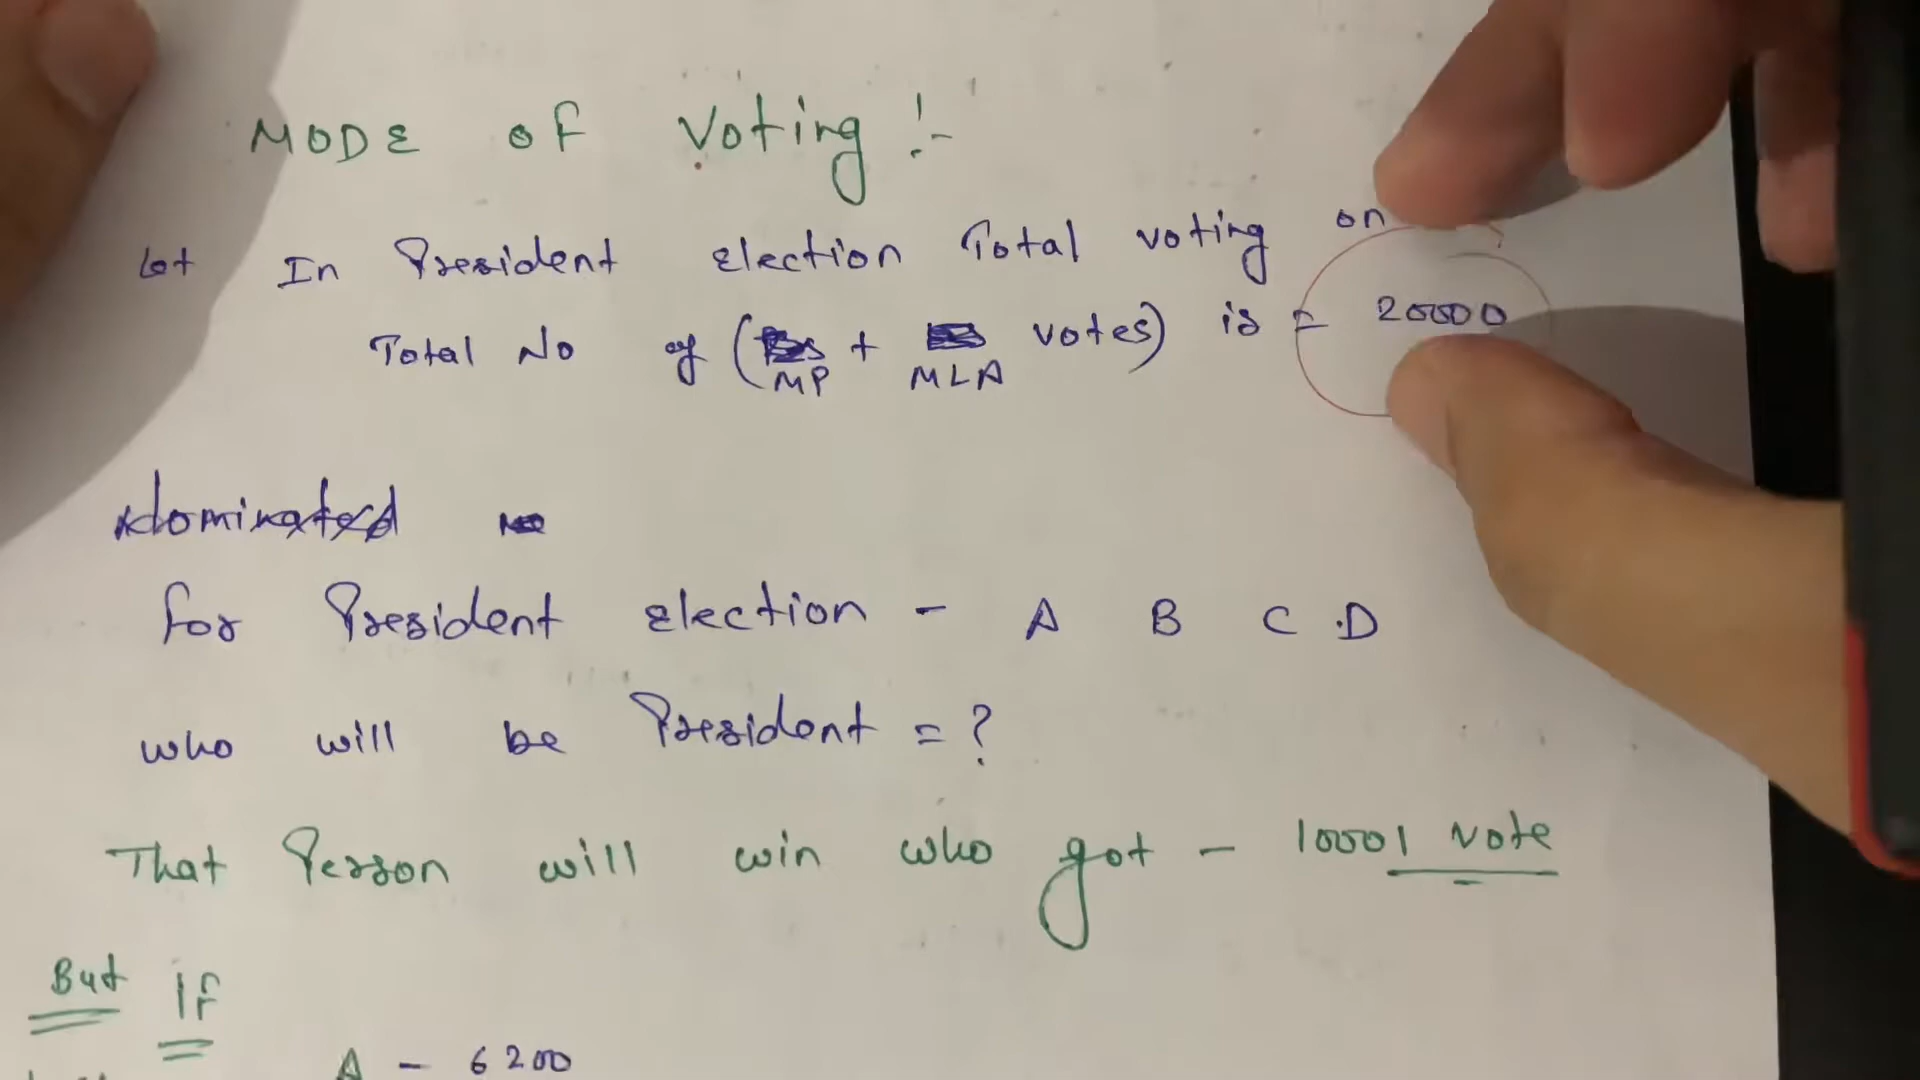 MODE OF Voting :-
Let In President election Total voting on
Total No of (MP + MLA votes) is = 20000
Nominated
for President election - A B C D
who will be President = ?
That Person will win who got - 10001 vote
But If
A - 6200